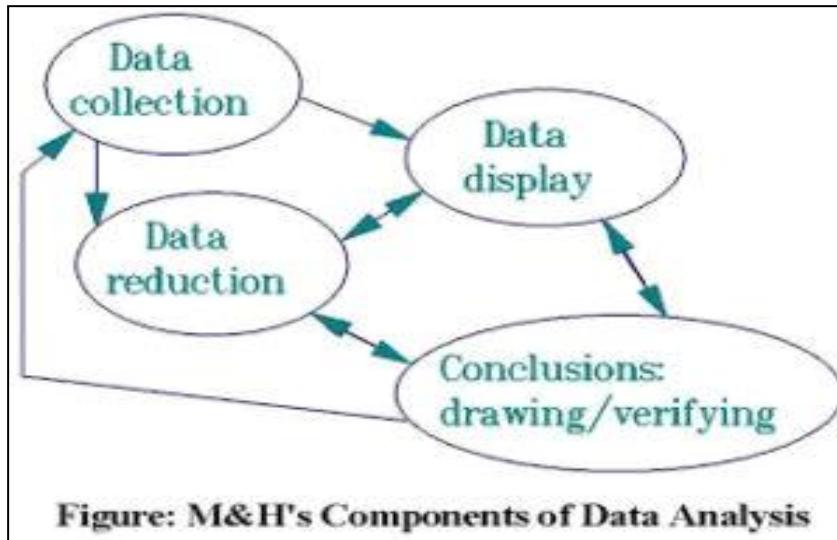 Data
collection
Data
display
Data
reduction
Conclusions:
drawing/verifying
Figure: M&H's Components of Data Analysis